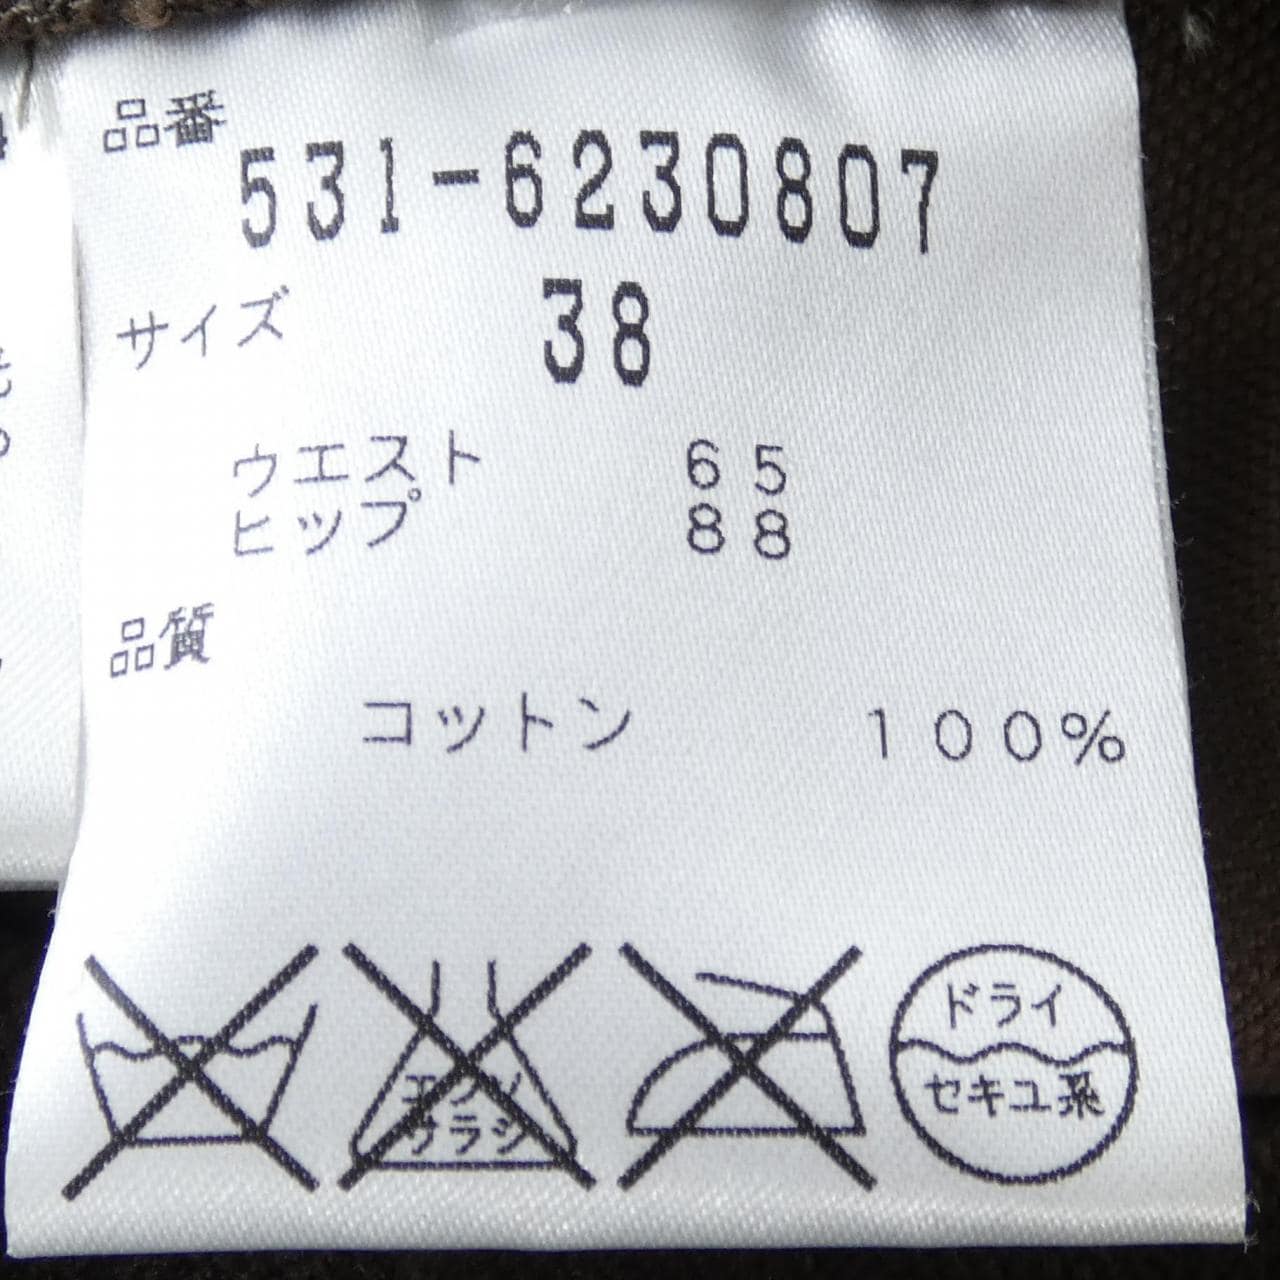 品番
531-6230807
サイズ 38
ウエスト 65
ヒップ 88
品質
コットン 100%
エンソ
サラシ
ドライ
セキユ系